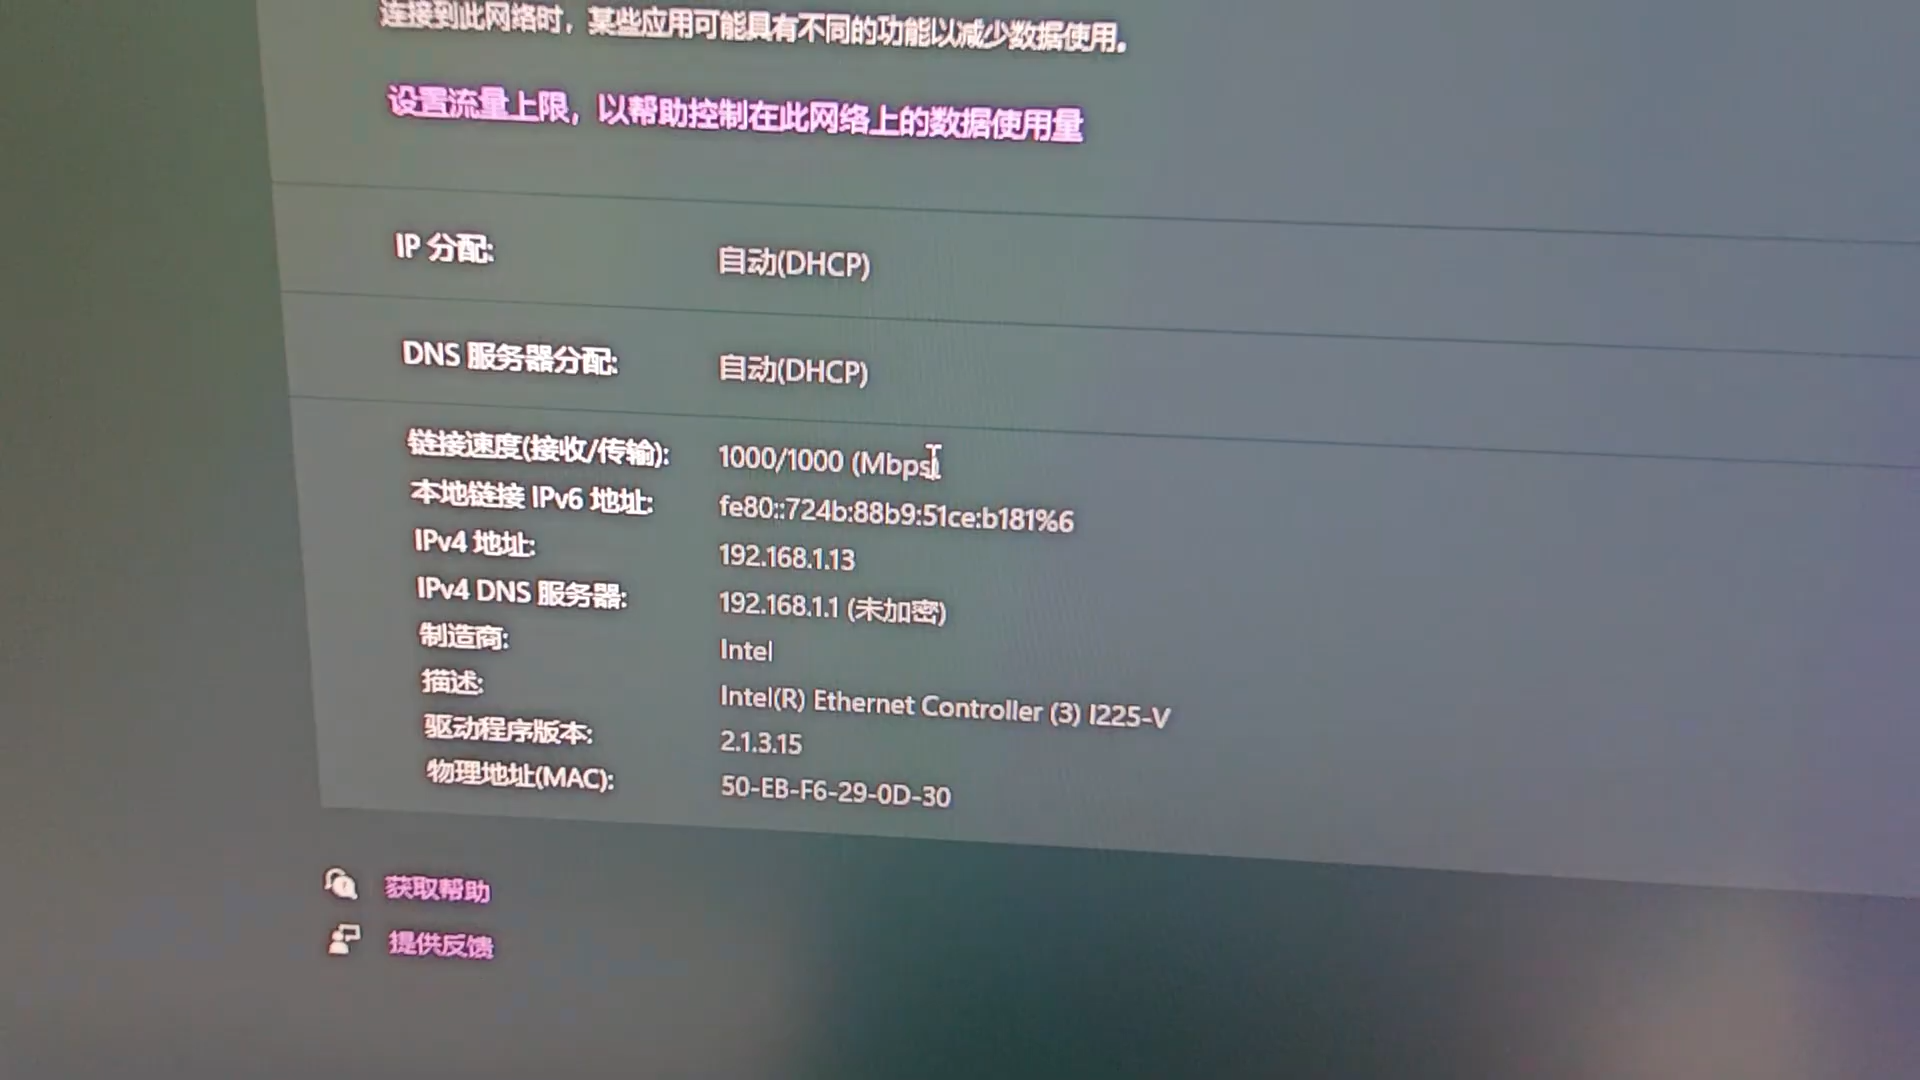 连接到此网络时，某些应用可能具有不同的功能以减少数据使用。
设置流量上限，以帮助控制在此网络上的数据使用量
IP 分配: 自动(DHCP)
DNS 服务器分配: 自动(DHCP)
链接速度(接收/传输): 1000/1000 (Mbps)
本地链接 IPv6 地址: fe80::724b:88b9:51ce:b181%6
IPv4 地址: 192.168.1.13
IPv4 DNS 服务器: 192.168.1.1 (未加密)
制造商: Intel
描述: Intel(R) Ethernet Controller (3) I225-V
驱动程序版本: 2.1.3.15
物理地址(MAC): 50-EB-F6-29-0D-30
获取帮助
提供反馈